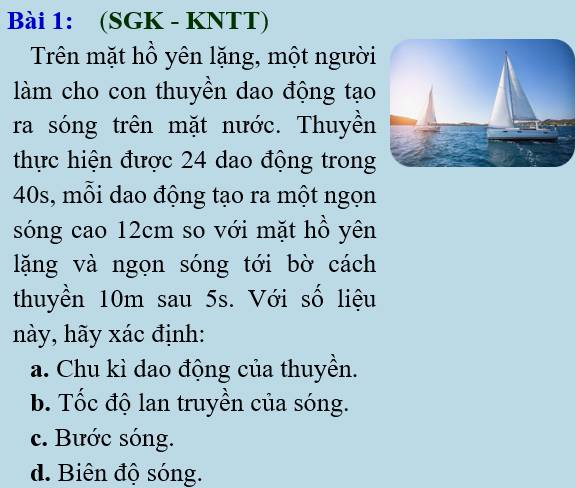 Bài 1: (SGK - KNTT)
Trên mặt hồ yên lặng, một người
làm cho con thuyền dao động tạo
ra sóng trên mặt nước. Thuyền
thực hiện được 24 dao động trong
40s, mỗi dao động tạo ra một ngọn
sóng cao 12cm so với mặt hồ yên
lặng và ngọn sóng tới bờ cách
thuyền 10m sau 5s. Với số liệu
này, hãy xác định:
a. Chu kì dao động của thuyền.
b. Tốc độ lan truyền của sóng.
c. Bước sóng.
d. Biên độ sóng.